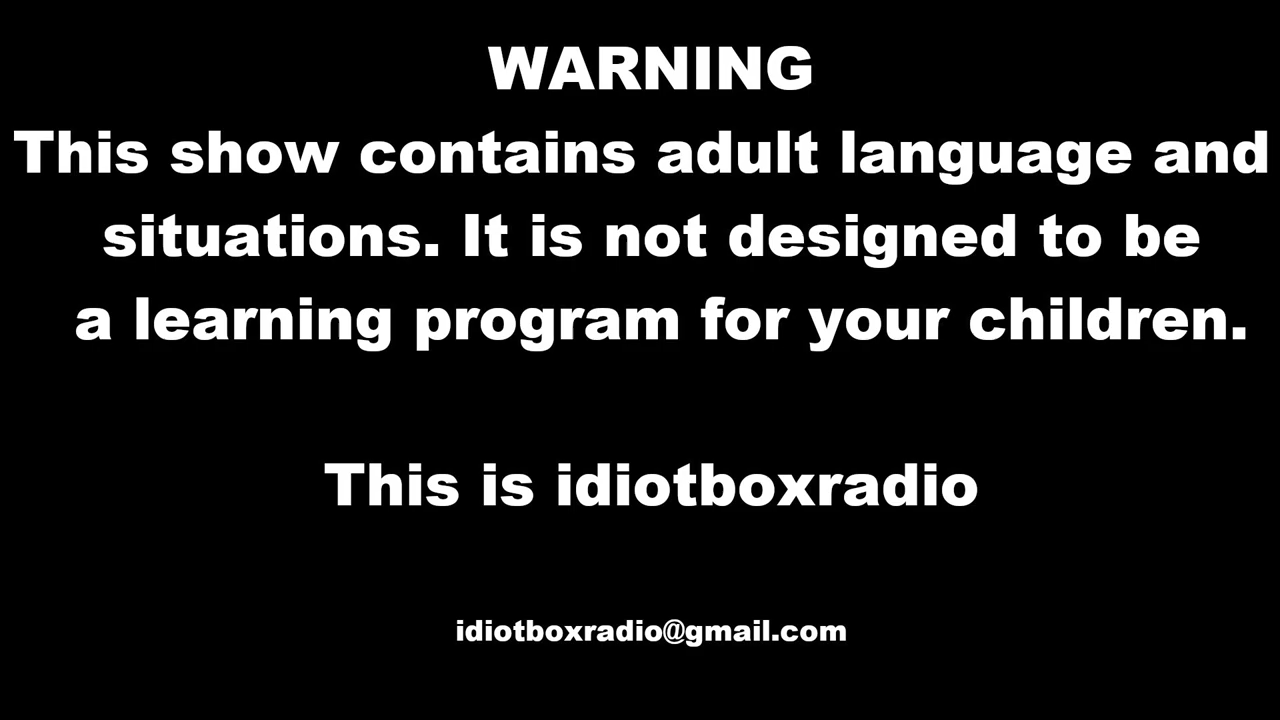 WARNING
This show contains adult language and
situations. It is not designed to be
a learning program for your children.
This is idiotboxradio
idiotboxradio@gmail.com